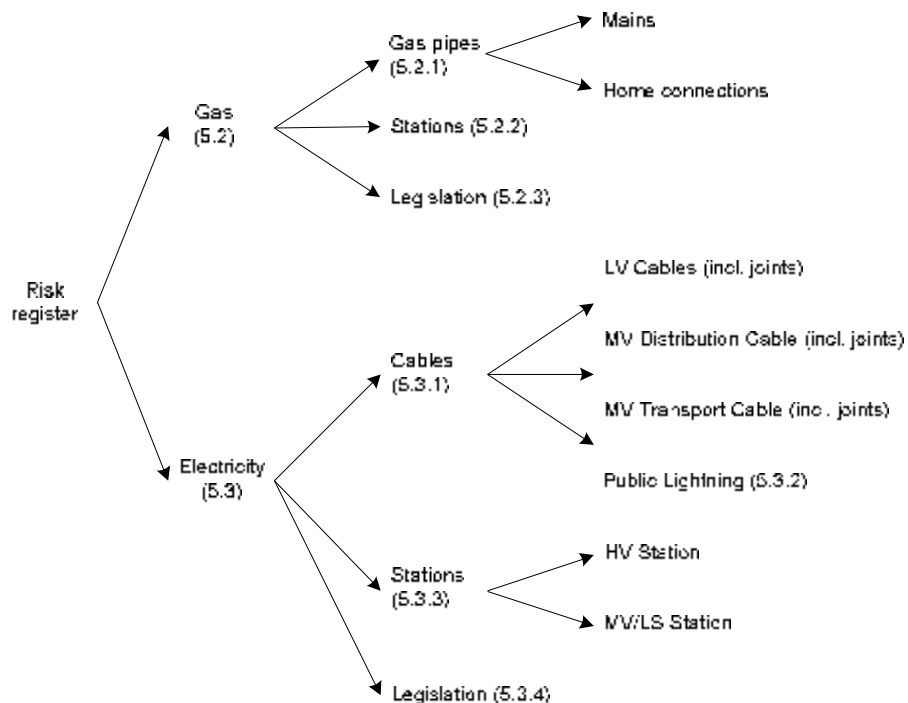 Risk
register
Gas
(5.2)
Gas pipes
(5.2.1)
Mains
Home connections
Stations (5.2.2)
Legislation (5.2.3)
Electricity
(5.3)
Cables
(5.3.1)
LV Cables (incl. joints)
MV Distribution Cable (incl. joints)
MV Transport Cable (incl. joints)
Public Lightning (5.3.2)
Stations
(5.3.3)
HV Station
MV/LS Station
Legislation (5.3.4)